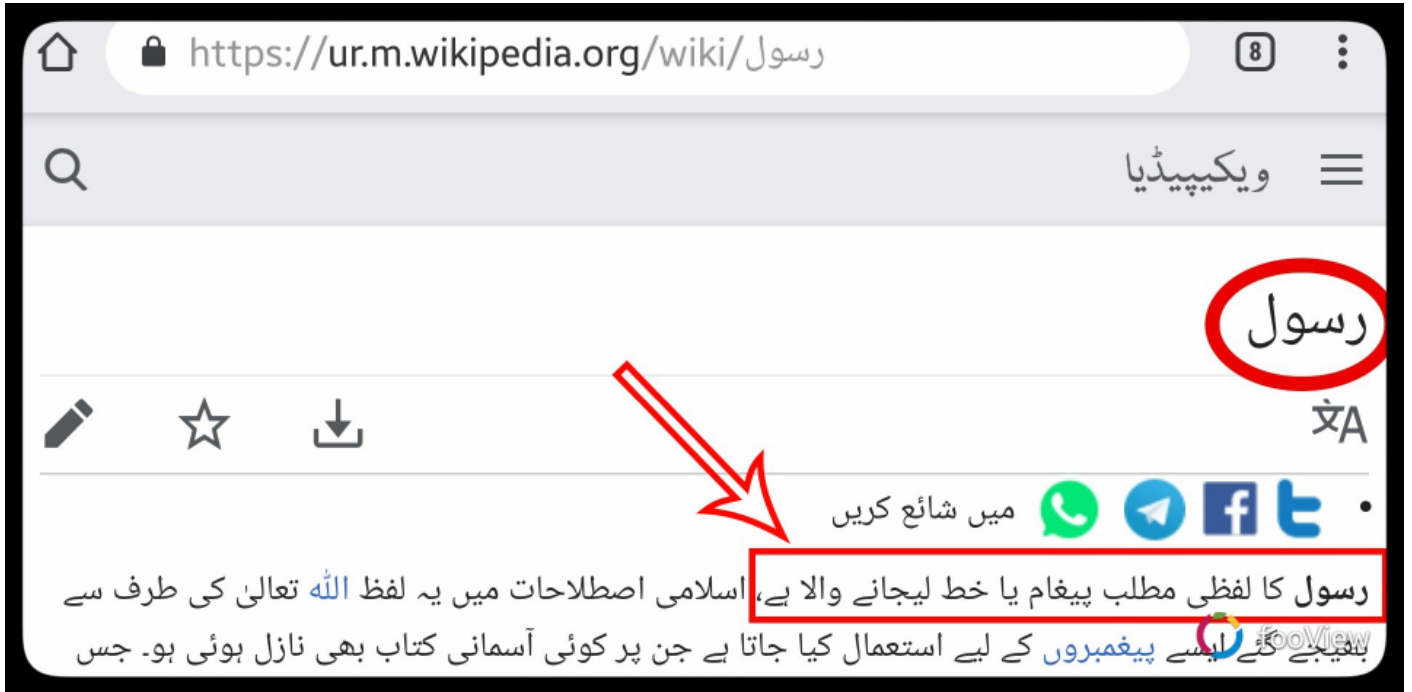 https://ur.m.wikipedia.org/wiki/رسول
8
ویکیپیڈیا
رسول
میں شائع کریں
رسول کا لفظی مطلب پیغام یا خط لیجانے والا ہے، اسلامی اصطلاحات میں یہ لفظ اللّٰہ تعالیٰ کی طرف سے
بھیجے گئے ایسے پیغمبروں کے لیے استعمال کیا جاتا ہے جن پر کوئی آسمانی کتاب بھی نازل ہوئی ہو۔ جس
fooView